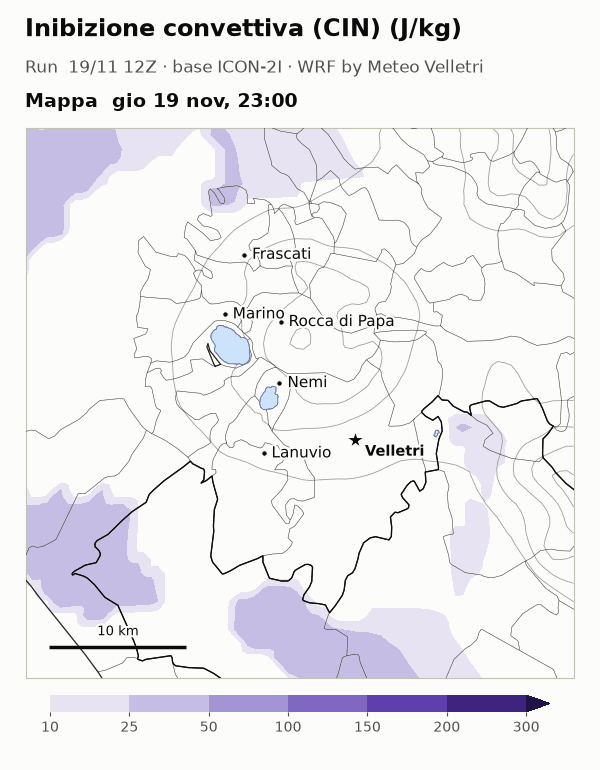 Inibizione convettiva (CIN) (J/kg)
Run  19/11 12Z · base ICON-2I · WRF by Meteo Velletri
Mappa  gio 19 nov, 23:00
Frascati
Marino
Rocca di Papa
Nemi
Velletri
Lanuvio
10 km
10 25 50 100 150 200 300